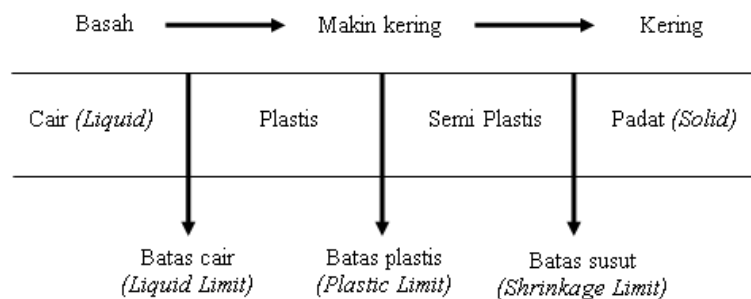 Basah Makin kering Kering
Cair (Liquid) Plastis Semi Plastis Padat (Solid)
Batas cair Batas plastis Batas susut
(Liquid Limit) (Plastic Limit) (Shrinkage Limit)